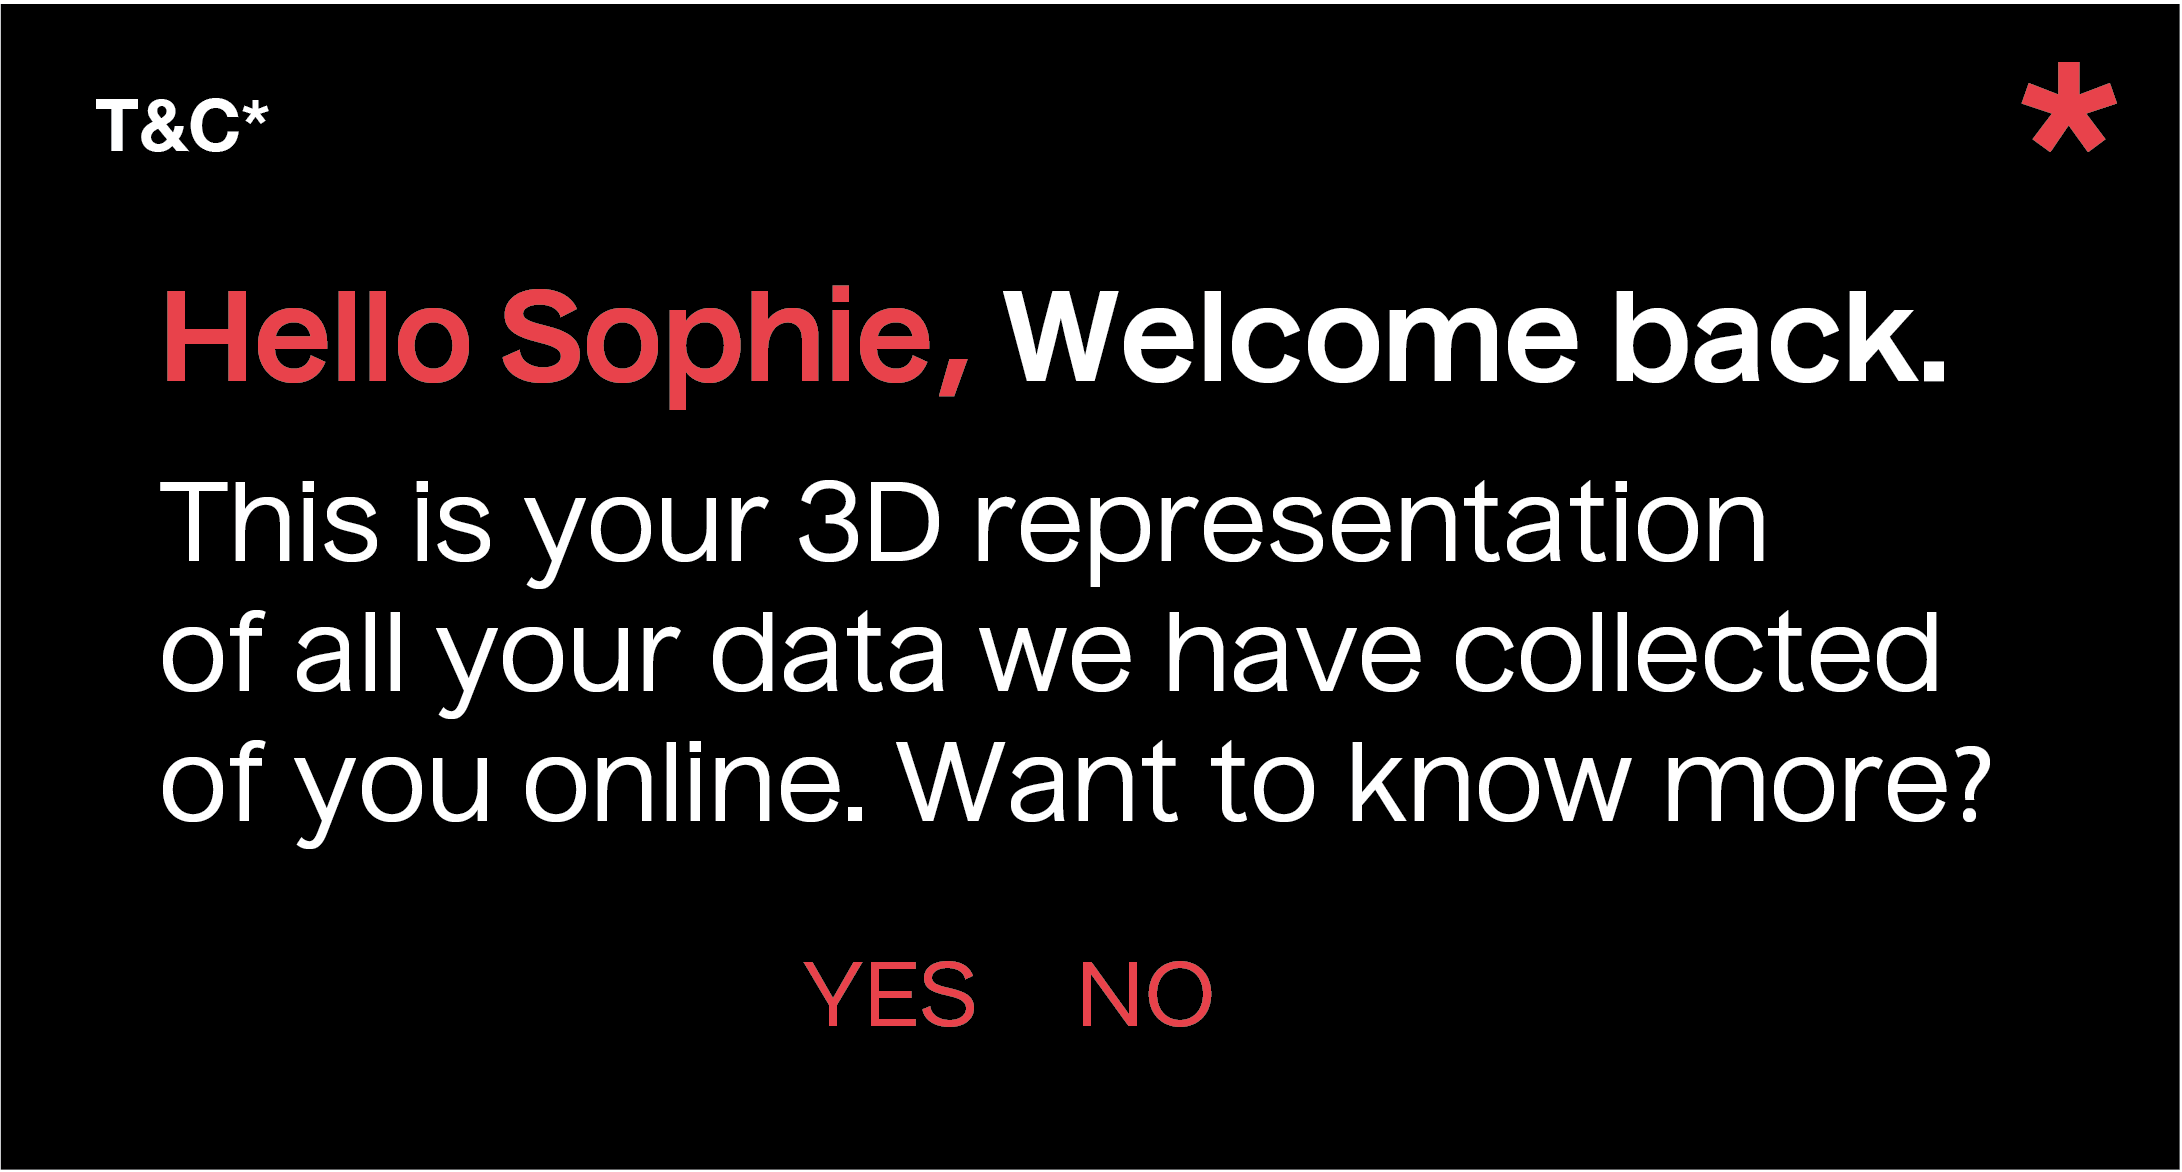 T&C*
*
Hello Sophie, Welcome back.
This is your 3D representation
of all your data we have collected
of you online. Want to know more?
YES NO